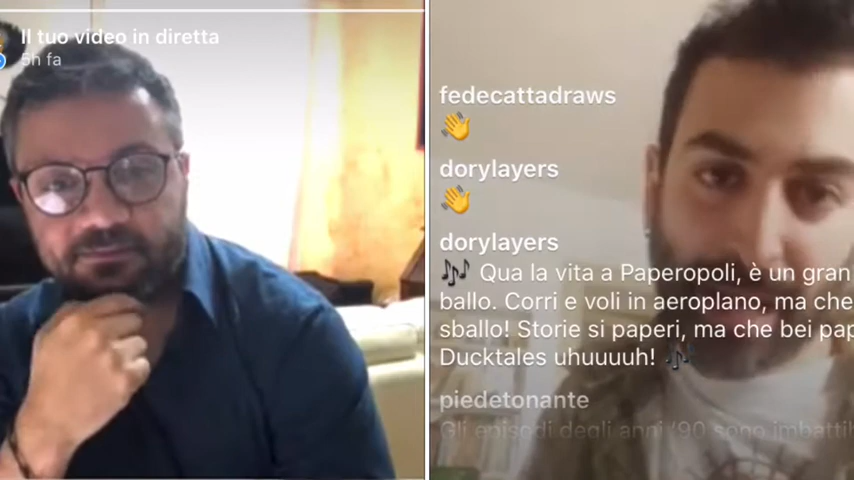 Il tuo video in diretta
5h fa
fedecattadraws
👋
dorylayers
👋
dorylayers
🎶 Qua la vita a Paperopoli, è un gran
ballo. Corri e voli in aeroplano, ma che
sballo! Storie si paperi, ma che bei pap
Ducktales uhuuuuh! 🎶
piedetonante
Gli episodi degli anni '90 sono imbattib